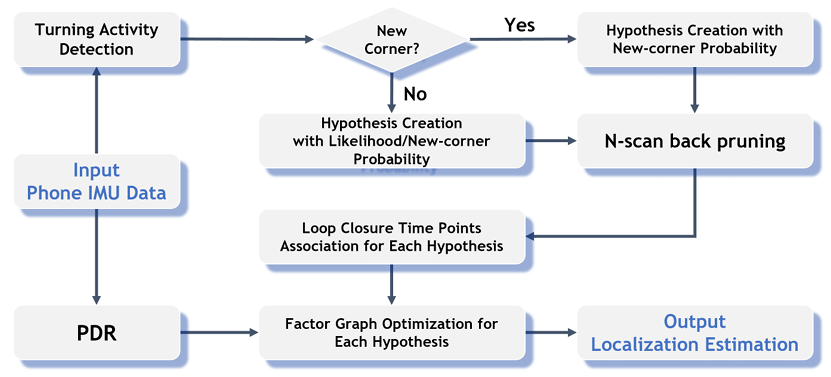 Turning Activity
Detection
New
Corner?
Yes
Hypothesis Creation with
New-corner Probability
No
Hypothesis Creation
with Likelihood/New-corner
Probability
N-scan back pruning
Input
Phone IMU Data
Loop Closure Time Points
Association for Each Hypothesis
PDR
Factor Graph Optimization for
Each Hypothesis
Output
Localization Estimation